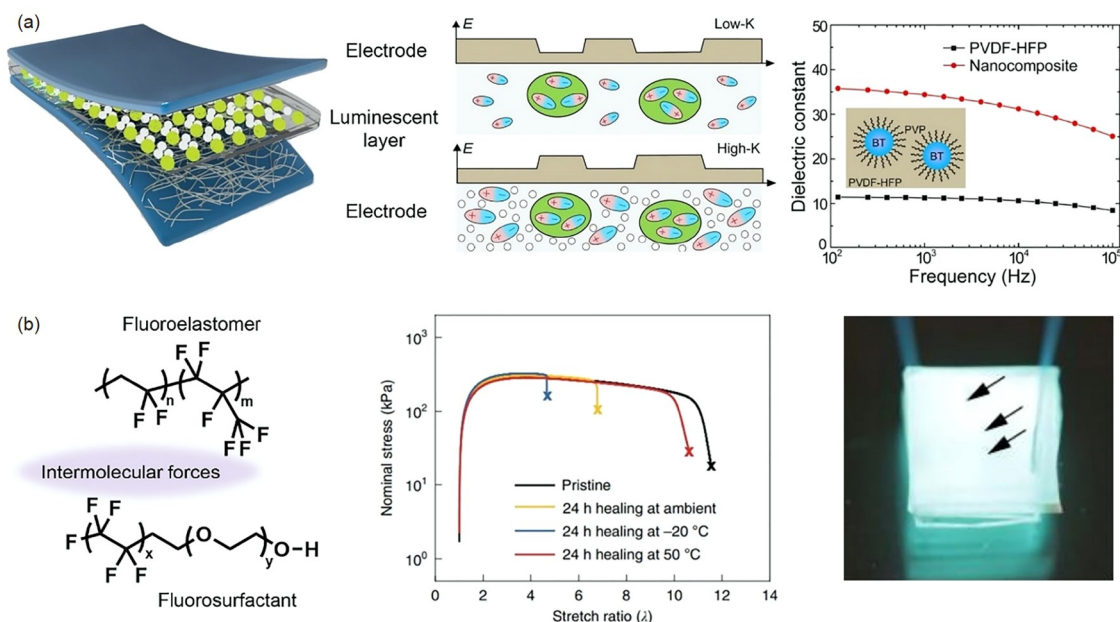 (a)
Electrode
Luminescent
layer
Electrode
E
Low-K
E
High-K
Dielectric constant
50
40
30
20
10
0
PVDF-HFP
Nanocomposite
BT
PVP
BT
PVDF-HFP
10² 10³ 10⁴ 10⁵
Frequency (Hz)
(b)
Fluoroelastomer
F F
F F
F F n F m
F
F F
Intermolecular forces
F F
F x O y O-H
F F
Fluorosurfactant
Nominal stress (kPa)
10³
10²
10¹
10⁰
Pristine
24 h healing at ambient
24 h healing at –20 °C
24 h healing at 50 °C
0 2 4 6 8 10 12 14
Stretch ratio (λ)